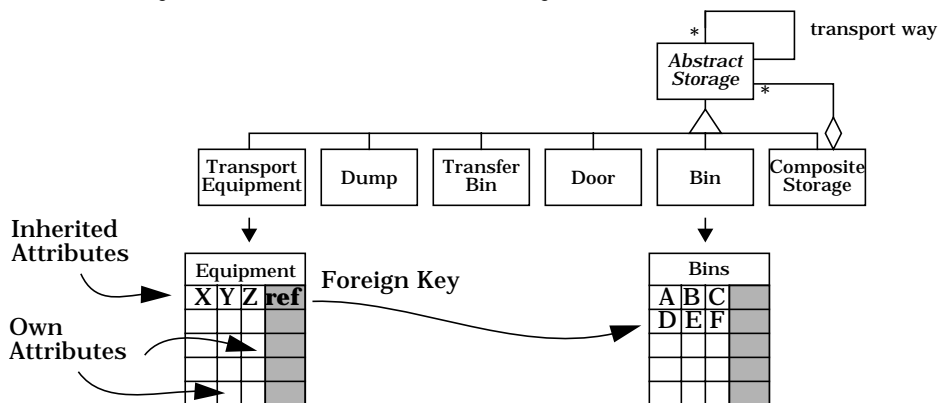 transport way
*
Abstract
Storage
*
Transport
Equipment
Dump
Transfer
Bin
Door
Bin
Composite
Storage
Inherited
Attributes
Equipment
X Y Z ref
Foreign Key
Bins
A B C
D E F
Own
Attributes